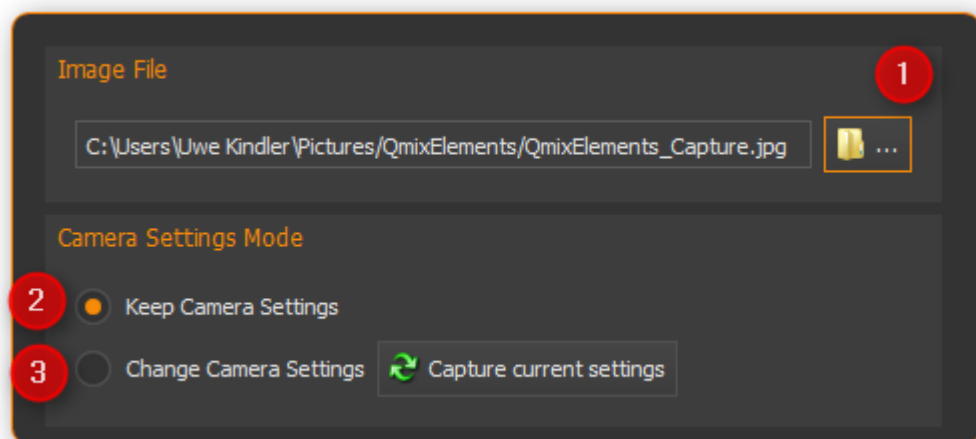 Image File
1
C:\Users\Uwe Kindler\Pictures/QmixElements/QmixElements_Capture.jpg ...
Camera Settings Mode
2 Keep Camera Settings
3 Change Camera Settings Capture current settings